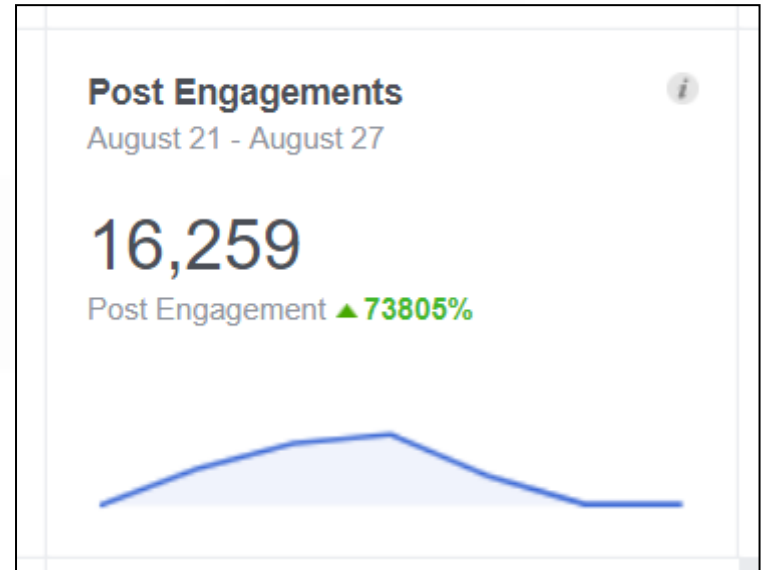 Post Engagements
i
August 21 - August 27
16,259
Post Engagement ▲ 73805%